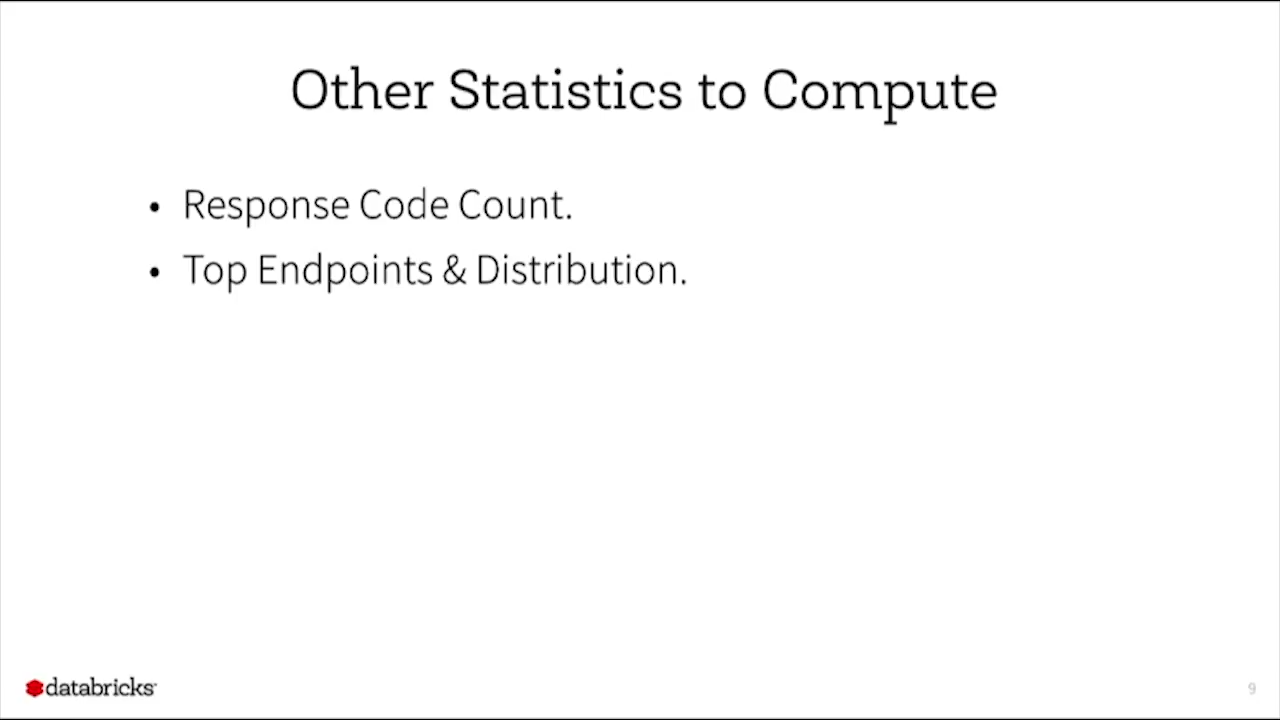 Other Statistics to Compute
• Response Code Count.
• Top Endpoints & Distribution.
databricks
9